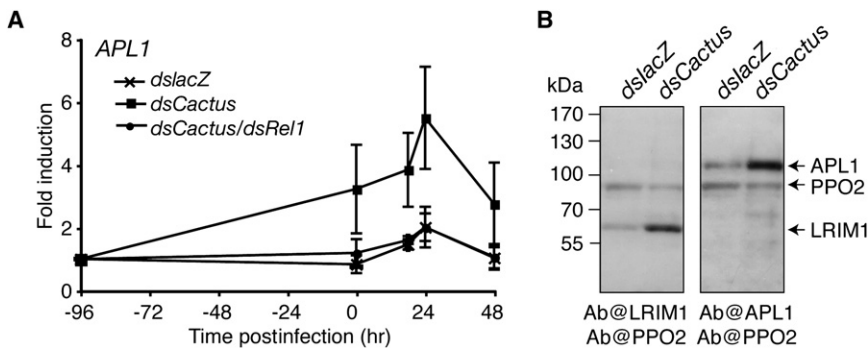 A
APL1
dslacZ
dsCactus
dsCactus/dsRel1
Fold induction
8
6
4
2
0
-96 -72 -48 -24 0 24 48
Time postinfection (hr)
B
dslacZ dsCactus dslacZ dsCactus
kDa
170
130
100
70
55
APL1
PPO2
LRIM1
Ab@LRIM1 Ab@APL1
Ab@PPO2 Ab@PPO2